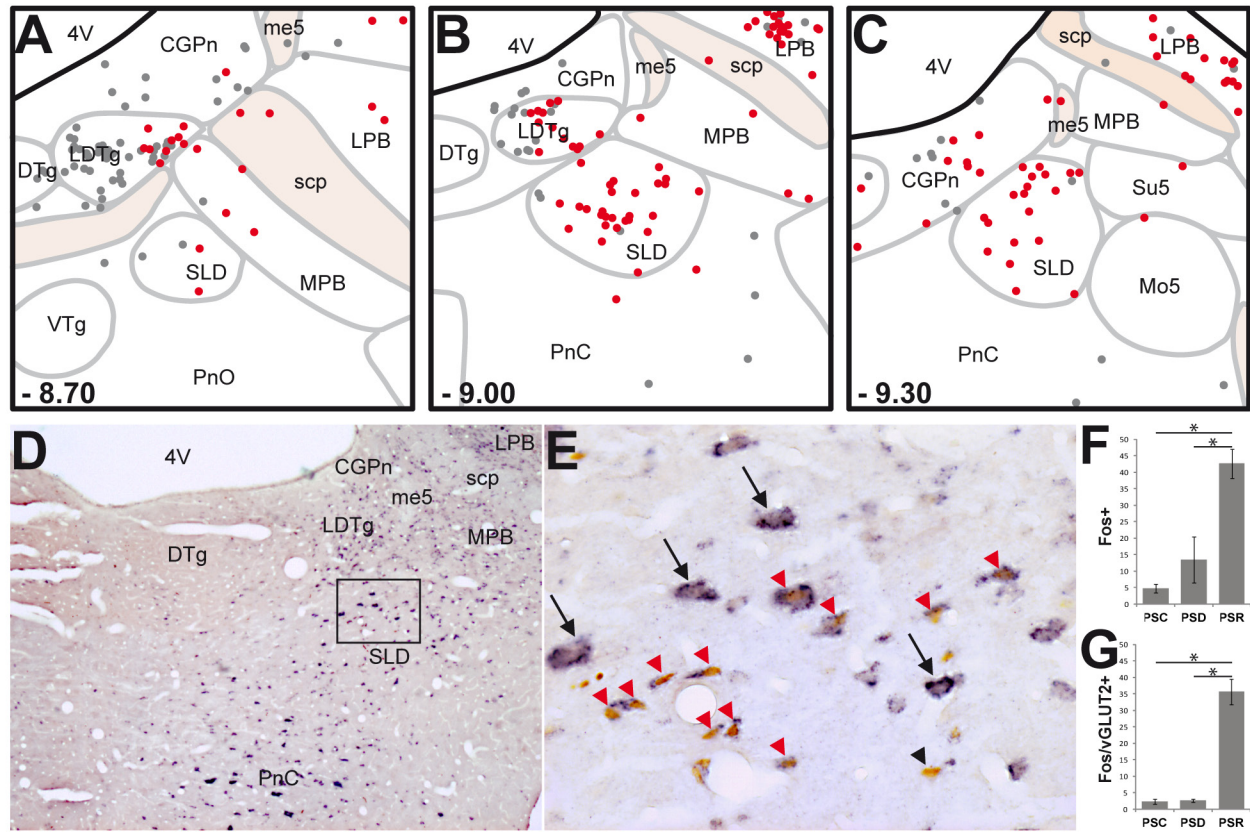 A
4V
CGPn
me5
LPB
DTg
LDTg
scp
SLD
MPB
VTg
PnO
- 8.70
B
4V
CGPn
me5
LPB
scp
LDTg
DTg
MPB
SLD
PnC
- 9.00
C
4V
scp
LPB
me5
MPB
CGPn
Su5
SLD
Mo5
PnC
- 9.30
D
4V
LPB
CGPn
scp
me5
LDTg
MPB
DTg
SLD
PnC
E
F
*
*
Fos+
50
45
40
35
30
25
20
15
10
5
0
PSC PSD PSR
G
*
*
Fos/vGLUT2+
50
45
40
35
30
25
20
15
10
5
0
PSC PSD PSR